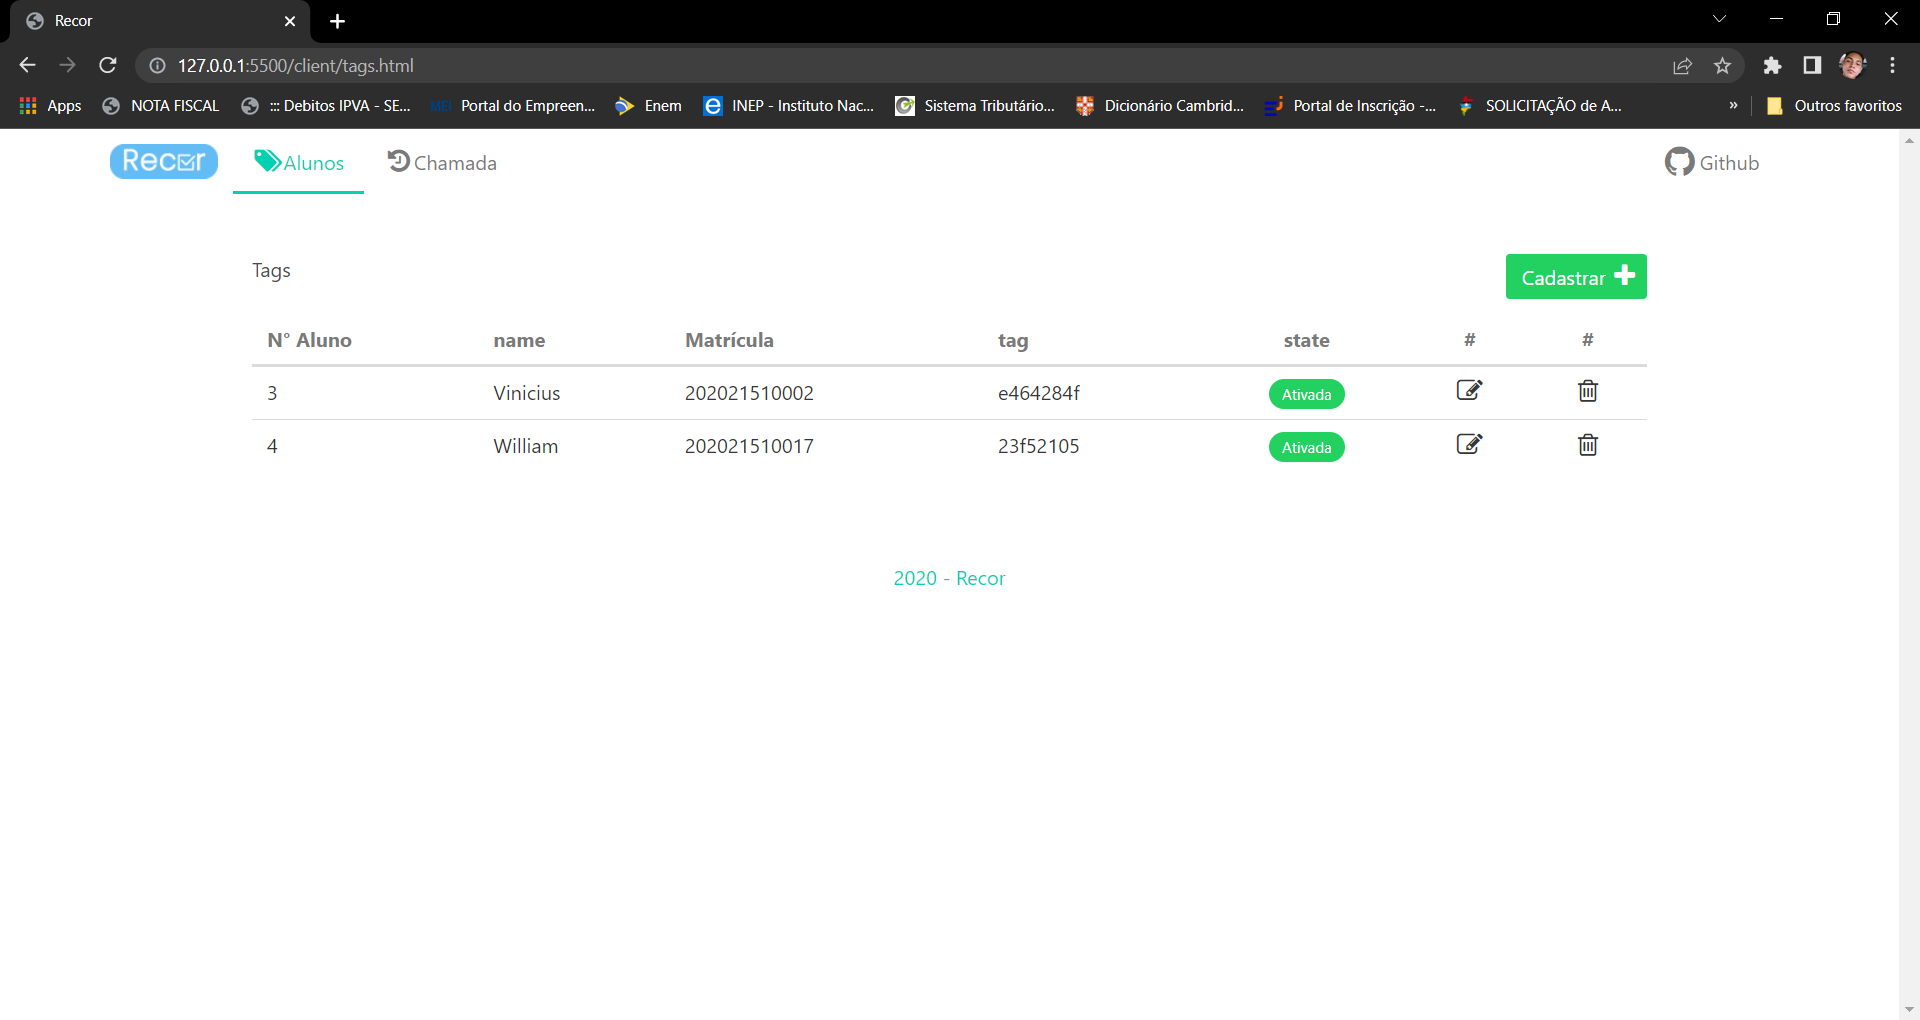 Recor
127.0.0.1:5500/client/tags.html
Apps NOTA FISCAL ::: Debitos IPVA - SE... MEI Portal do Empreen... Enem INEP - Instituto Nac... Sistema Tributário... Dicionário Cambrid... Portal de Inscrição -... SOLICITAÇÃO de A... » Outros favoritos
Recor Alunos Chamada Github
Tags Cadastrar
N° Aluno name Matrícula tag state # #
3 Vinicius 202021510002 e464284f Ativada
4 William 202021510017 23f52105 Ativada
2020 - Recor